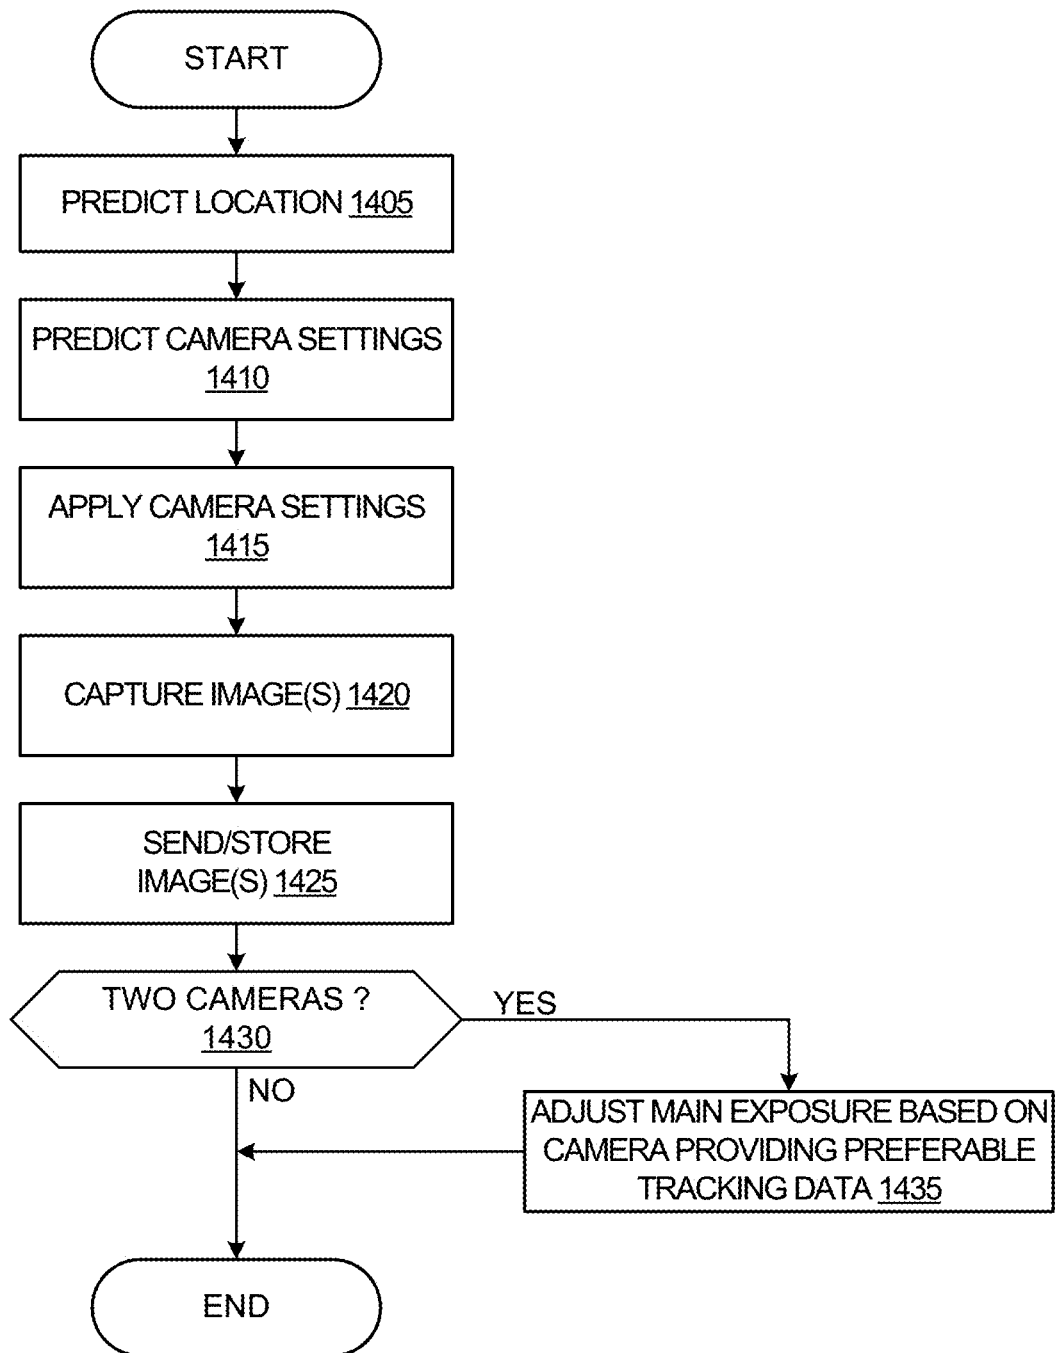 START
PREDICT LOCATION 1405
PREDICT CAMERA SETTINGS
1410
APPLY CAMERA SETTINGS
1415
CAPTURE IMAGE(S) 1420
SEND/STORE
IMAGE(S) 1425
TWO CAMERAS ?
1430
YES
NO
ADJUST MAIN EXPOSURE BASED ON
CAMERA PROVIDING PREFERABLE
TRACKING DATA 1435
END